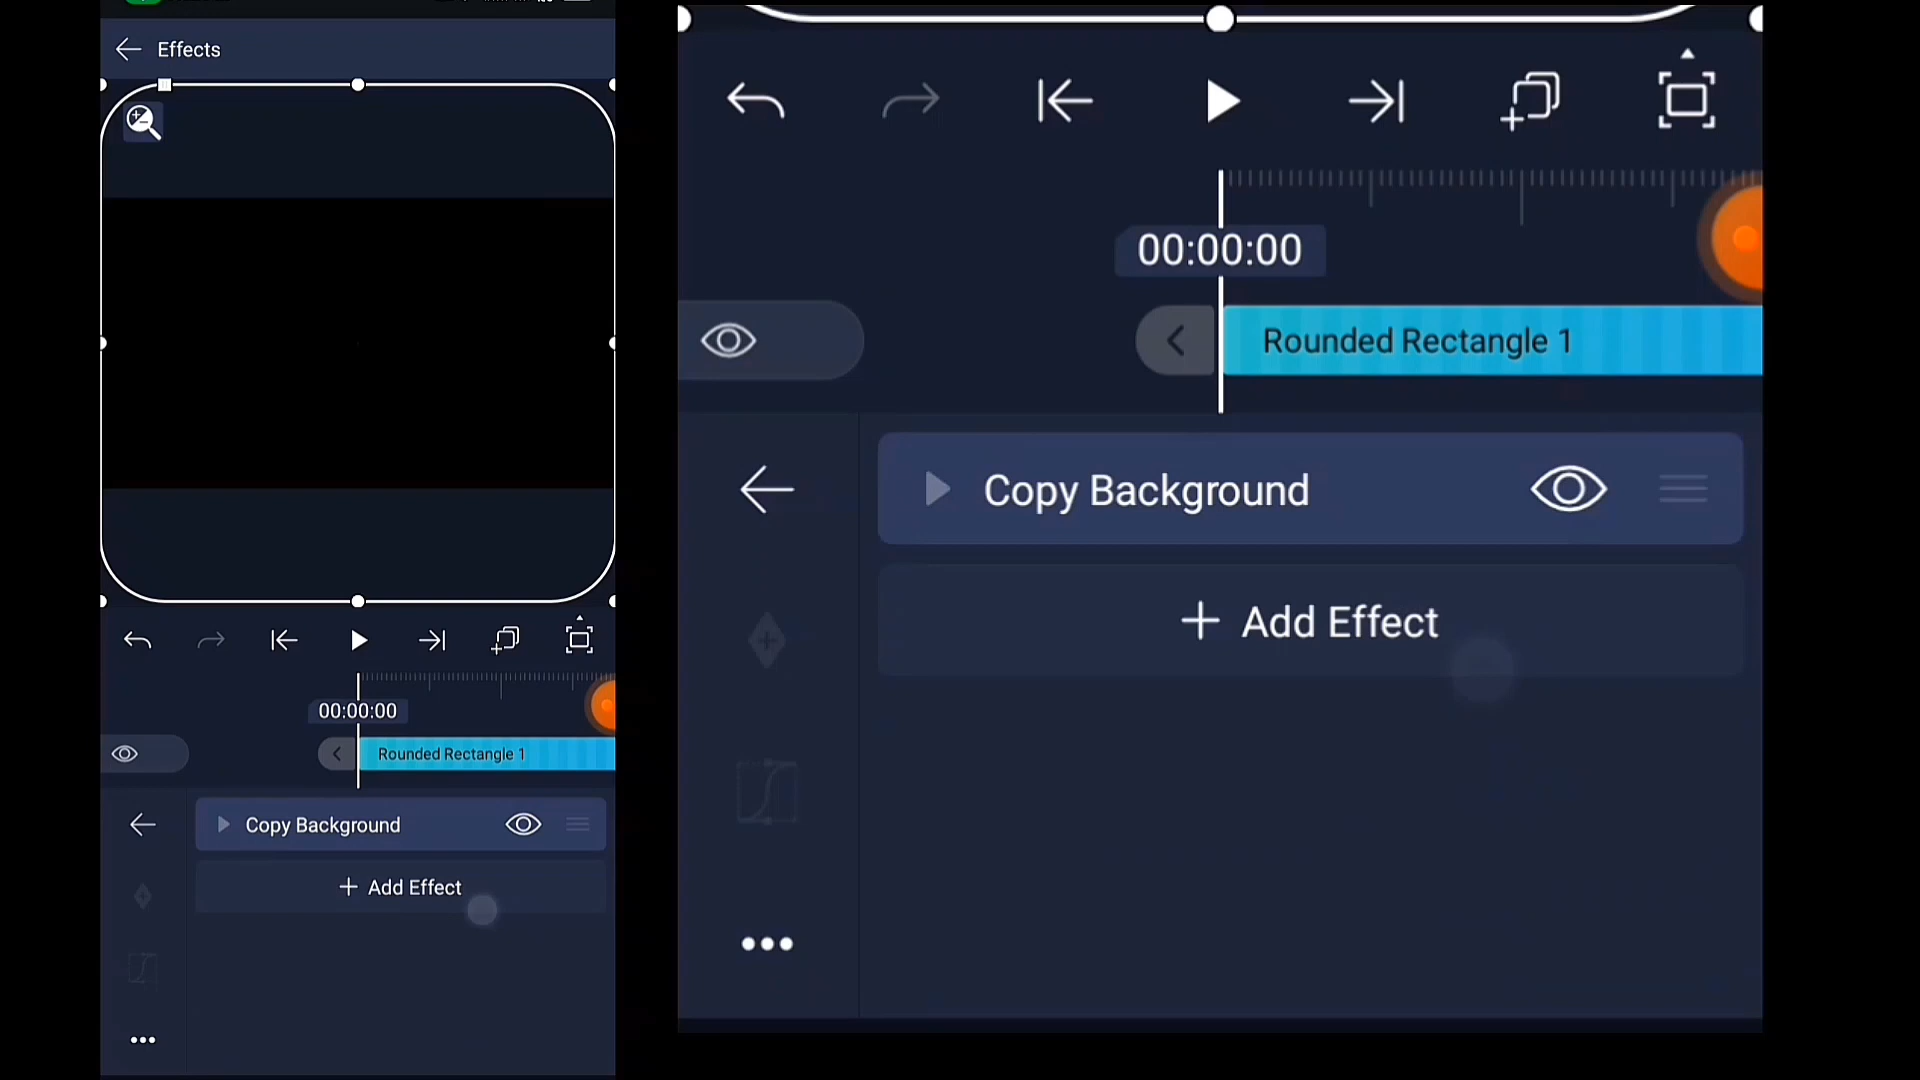 Effects
00:00:00
Rounded Rectangle 1
Copy Background
+ Add Effect
00:00:00
Rounded Rectangle 1
Copy Background
+ Add Effect